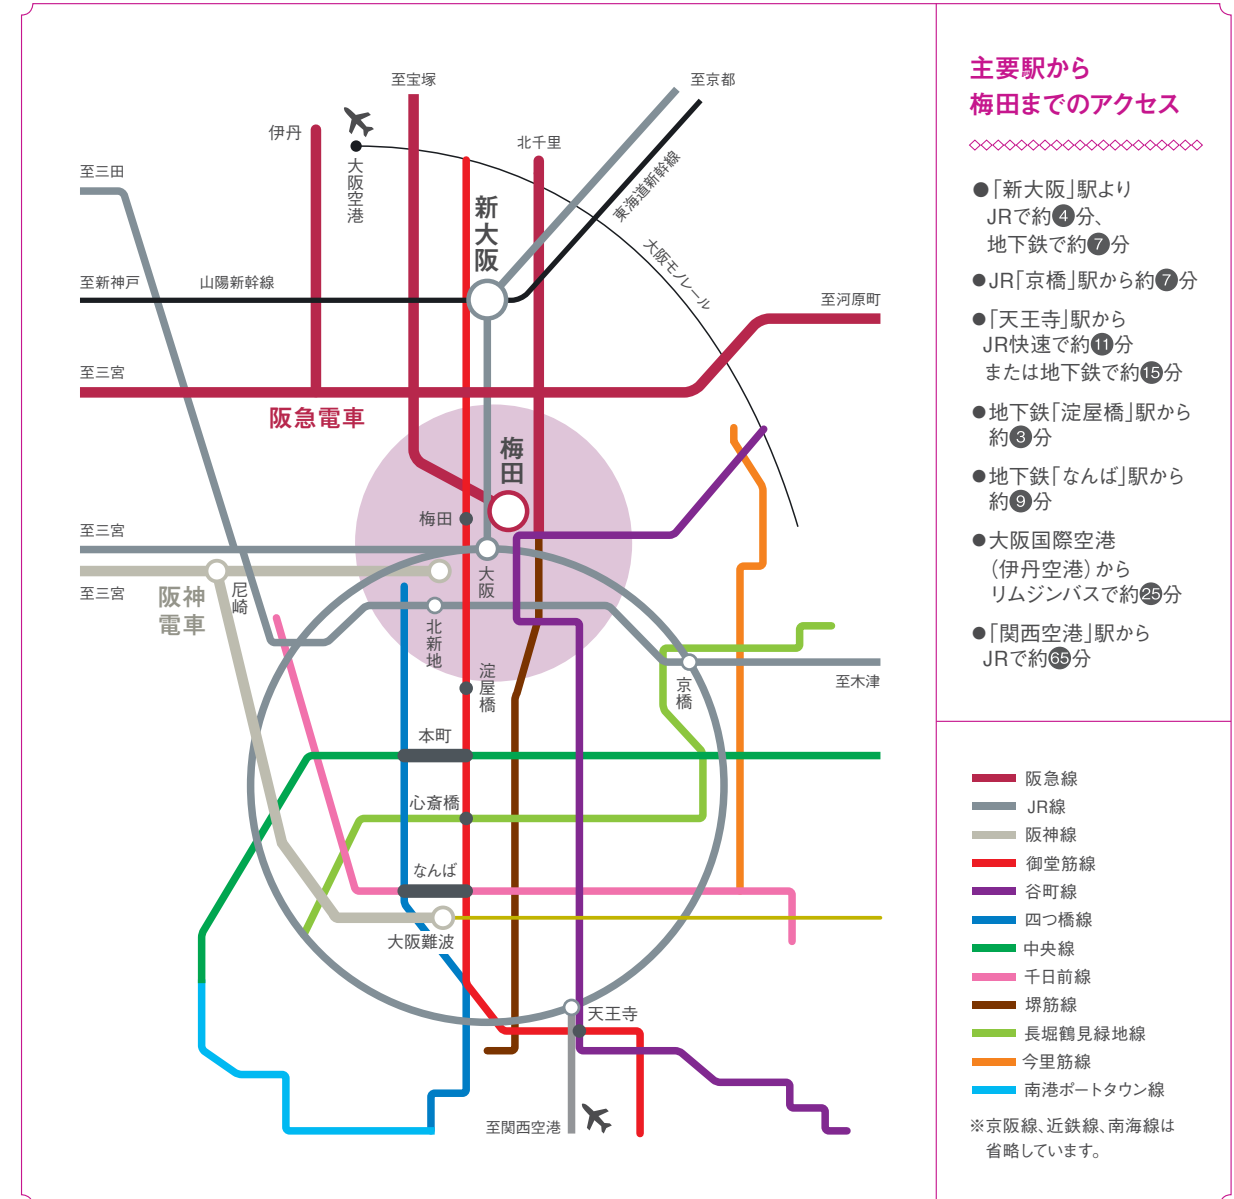 至宝塚
至京都
伊丹
北千里
至三田
大阪空港
東海道新幹線
新大阪
大阪モノレール
至新神戸
山陽新幹線
至河原町
至三宮
阪急電車
梅田
梅田
至三宮
大阪
至三宮
尼崎
阪神
電車
北新地
淀屋橋
京橋
至木津
本町
心斎橋
なんば
大阪難波
天王寺
至関西空港
主要駅から
梅田までのアクセス
●「新大阪」駅より
JRで約4分、
地下鉄で約7分
●JR「京橋」駅から約7分
●「天王寺」駅から
JR快速で約11分
または地下鉄で約15分
●地下鉄「淀屋橋」駅から
約3分
●地下鉄「なんば」駅から
約9分
●大阪国際空港
(伊丹空港)から
リムジンバスで約25分
●「関西空港」駅から
JRで約65分
阪急線
JR線
阪神線
御堂筋線
谷町線
四つ橋線
中央線
千日前線
堺筋線
長堀鶴見緑地線
今里筋線
南港ポートタウン線
※京阪線、近鉄線、南海線は
省略しています。